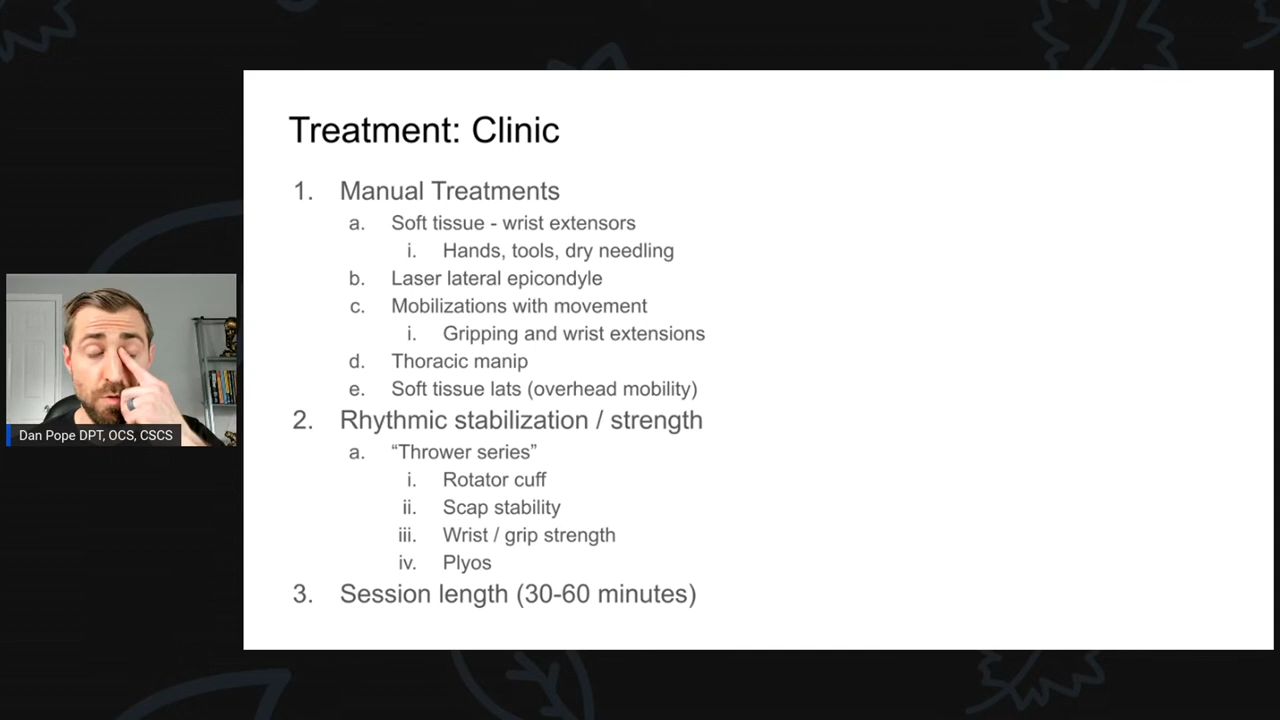 Treatment: Clinic
1. Manual Treatments
a. Soft tissue - wrist extensors
i. Hands, tools, dry needling
b. Laser lateral epicondyle
c. Mobilizations with movement
i. Gripping and wrist extensions
d. Thoracic manip
e. Soft tissue lats (overhead mobility)
2. Rhythmic stabilization / strength
a. “Thrower series”
i. Rotator cuff
ii. Scap stability
iii. Wrist / grip strength
iv. Plyos
3. Session length (30-60 minutes)
Dan Pope DPT, OCS, CSCS